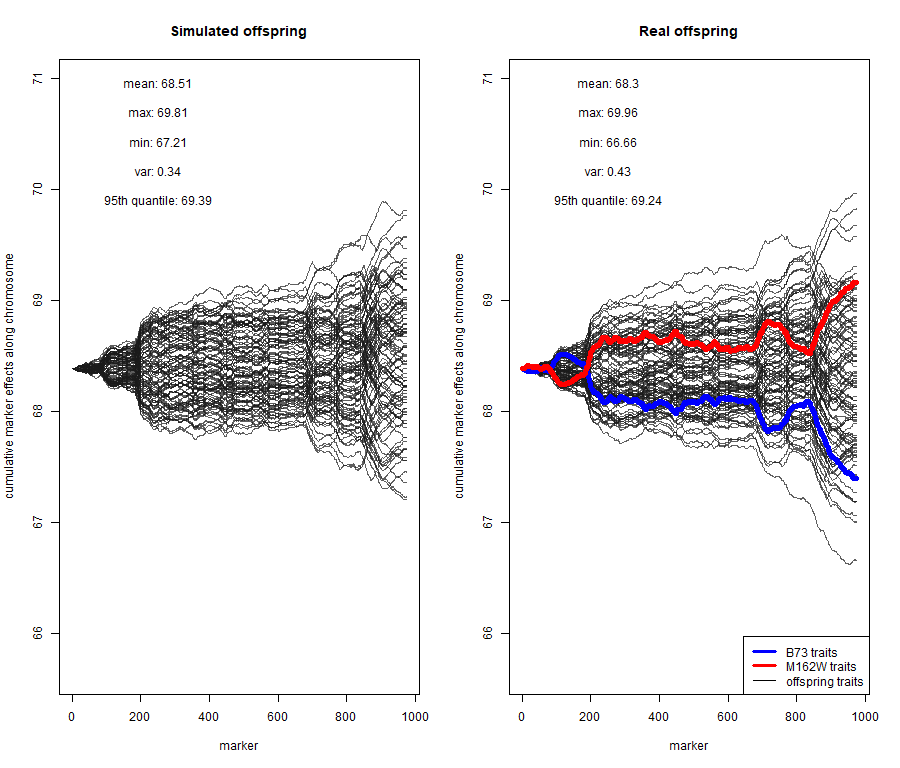 Simulated offspring
mean: 68.51
max: 69.81
min: 67.21
var: 0.34
95th quantile: 69.39
cumulative marker effects along chromosome
71
70
69
68
67
66
0 200 400 600 800 1000
marker
Real offspring
mean: 68.3
max: 69.96
min: 66.66
var: 0.43
95th quantile: 69.24
cumulative marker effects along chromosome
71
70
69
68
67
66
B73 traits
M162W traits
offspring traits
0 200 400 600 800 1000
marker